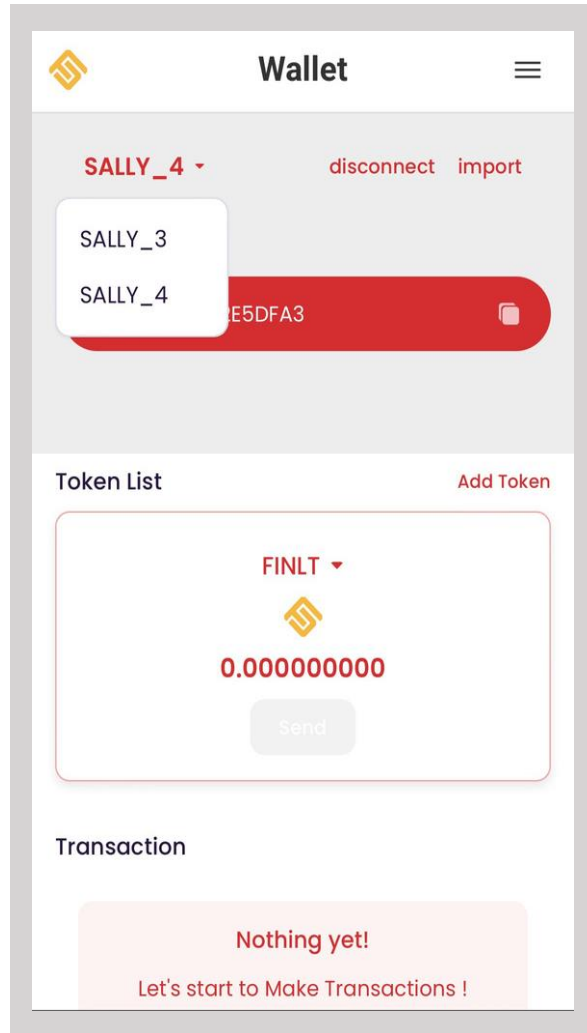 Wallet
SALLY_4
disconnect import
SALLY_3
SALLY_4
E5DFA3
Token List
Add Token
FINLT
0.000000000
Send
Transaction
Nothing yet!
Let's start to Make Transactions !